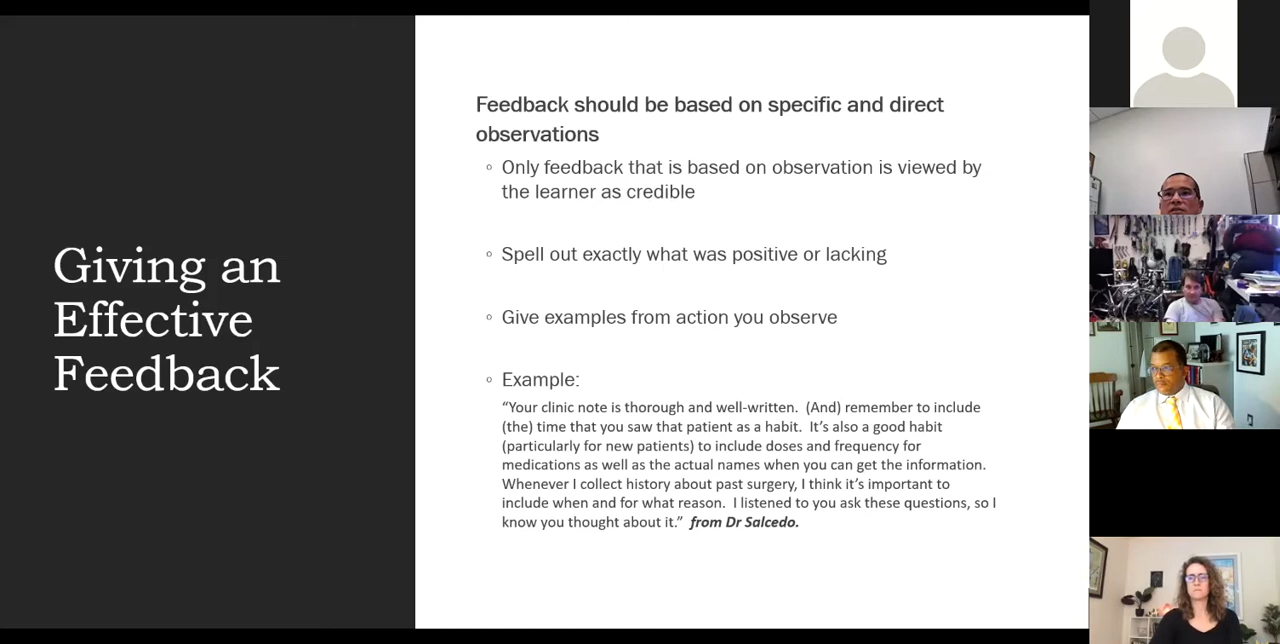 Giving an
Effective
Feedback
Feedback should be based on specific and direct
observations
Only feedback that is based on observation is viewed by
the learner as credible
Spell out exactly what was positive or lacking
Give examples from action you observe
Example:
“Your clinic note is thorough and well-written.  (And) remember to include
(the) time that you saw that patient as a habit.  It’s also a good habit
(particularly for new patients) to include doses and frequency for
medications as well as the actual names when you can get the information.
Whenever I collect history about past surgery, I think it’s important to
include when and for what reason.  I listened to you ask these questions, so I
know you thought about it.”  from Dr Salcedo.